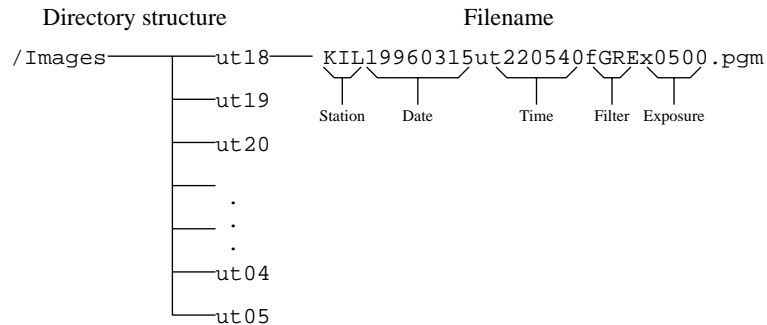 Directory structure Filename
/Images ut18 KIL19960315ut220540fGREx0500.pgm
ut19 Station Date Time Filter Exposure
ut20
.
.
.
ut04
ut05